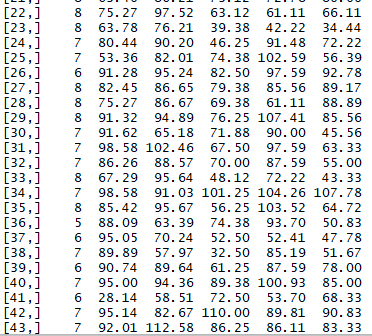 [22,] 8 75.27 97.52 63.12 61.11 66.11
[23,] 8 63.78 76.21 39.38 42.22 34.44
[24,] 7 80.44 90.20 46.25 91.48 72.22
[25,] 7 53.36 82.01 74.38 102.59 56.39
[26,] 6 91.28 95.24 82.50 97.59 92.78
[27,] 8 82.45 86.65 79.38 85.56 89.17
[28,] 8 75.27 86.67 69.38 61.11 88.89
[29,] 8 91.32 94.89 76.25 107.41 85.56
[30,] 7 91.62 65.18 71.88 90.00 45.56
[31,] 7 98.58 102.46 67.50 97.59 63.33
[32,] 7 86.26 88.57 70.00 87.59 55.00
[33,] 8 67.29 95.64 48.12 72.22 43.33
[34,] 7 98.58 91.03 101.25 104.26 107.78
[35,] 8 85.42 95.67 56.25 103.52 64.72
[36,] 5 88.09 63.39 74.38 93.70 50.83
[37,] 6 95.05 70.24 52.50 52.41 47.78
[38,] 7 89.89 57.97 32.50 85.19 51.67
[39,] 6 90.74 89.64 61.25 87.59 78.00
[40,] 7 95.00 94.36 89.38 100.93 85.00
[41,] 6 28.14 58.51 72.50 53.70 68.33
[42,] 7 95.14 82.67 110.00 89.81 90.83
[43,] 7 92.01 112.58 86.25 86.11 83.33